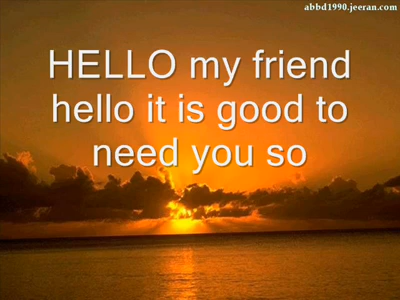 abbd1990.jeeran.com
HELLO my friend
hello it is good to
need you so